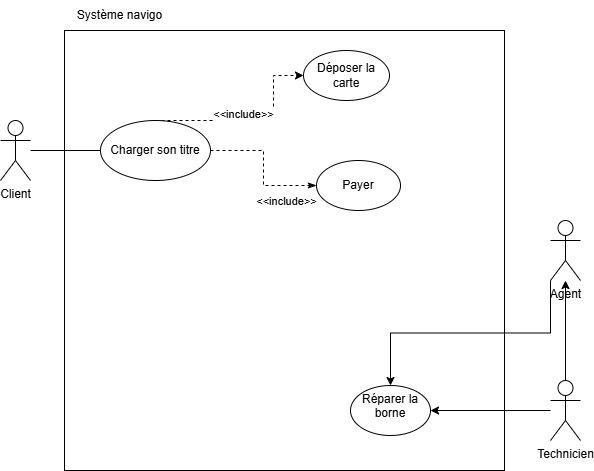 Système navigo
Déposer la
carte
<<include>>
Charger son titre
Client
Payer
<<include>>
Agent
Réparer la
borne
Technicien